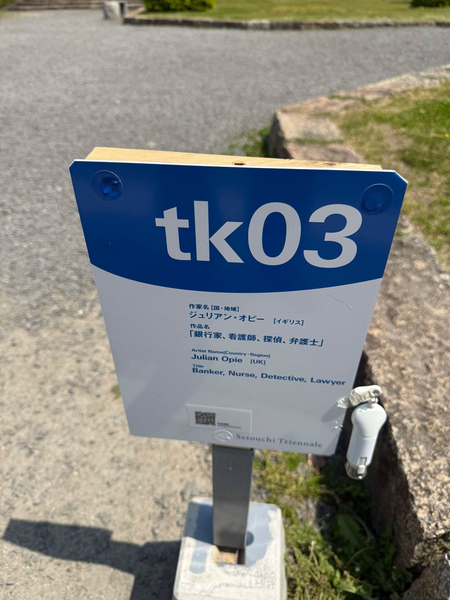 tk03
作家名 [国・地域]
ジュリアン・オピー [イギリス]
作品名
「銀行家、看護師、探偵、弁護士」
Artist Name(Country・Region)
Julian Opie [UK]
Title
Banker, Nurse, Detective, Lawyer
Setouchi Triennale